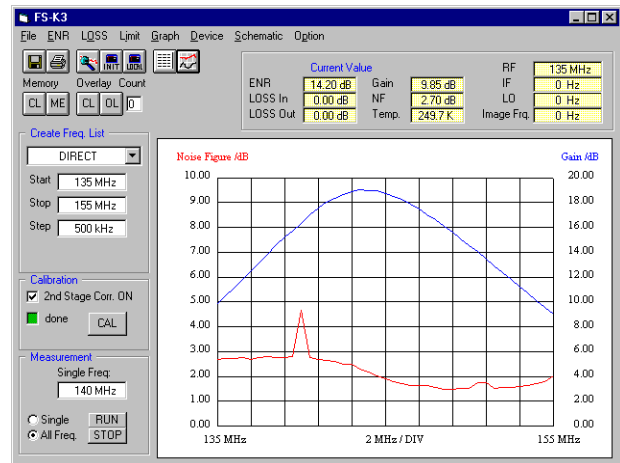 FS-K3
File ENR LOSS Limit Graph Device Schematic Option
INIT LOOK
Memory Overlay Count
CL ME CL OL 0
Current Value
ENR 14.20 dB Gain 9.85 dB
LOSS In 0.00 dB NF 2.70 dB
LOSS Out 0.00 dB Temp. 249.7 K
RF 135 MHz
IF 0 Hz
LO 0 Hz
Image Frq. 0 Hz
Create Freq. List
DIRECT
Start 135 MHz
Stop 155 MHz
Step 500 kHz
Calibration
2nd Stage Corr. ON
done CAL
Measurement
Single Freq:
140 MHz
Single RUN
All Freq. STOP
Noise Figure /dB Gain /dB
10.00 20.00
9.00 18.00
8.00 16.00
7.00 14.00
6.00 12.00
5.00 10.00
4.00 8.00
3.00 6.00
2.00 4.00
1.00 2.00
0.00 0.00
135 MHz 2 MHz / DIV 155 MHz